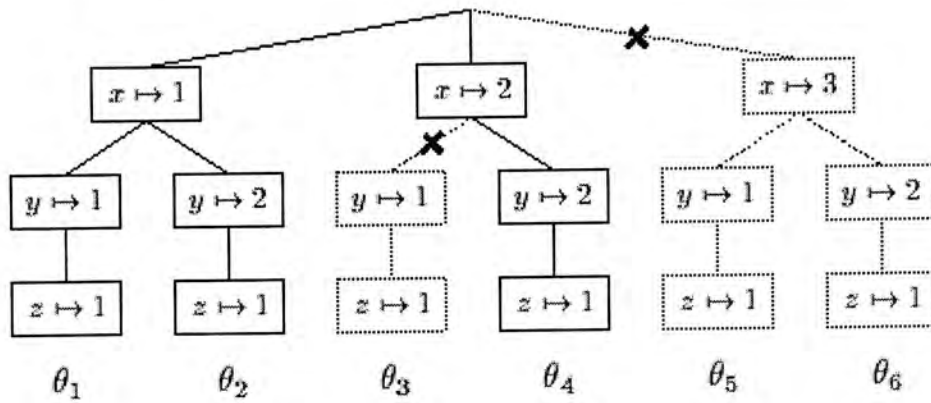 x ↦ 1 x ↦ 2 x ↦ 3
y ↦ 1 y ↦ 2 y ↦ 1 y ↦ 2 y ↦ 1 y ↦ 2
z ↦ 1 z ↦ 1 z ↦ 1 z ↦ 1 z ↦ 1 z ↦ 1
θ₁ θ₂ θ₃ θ₄ θ₅ θ₆